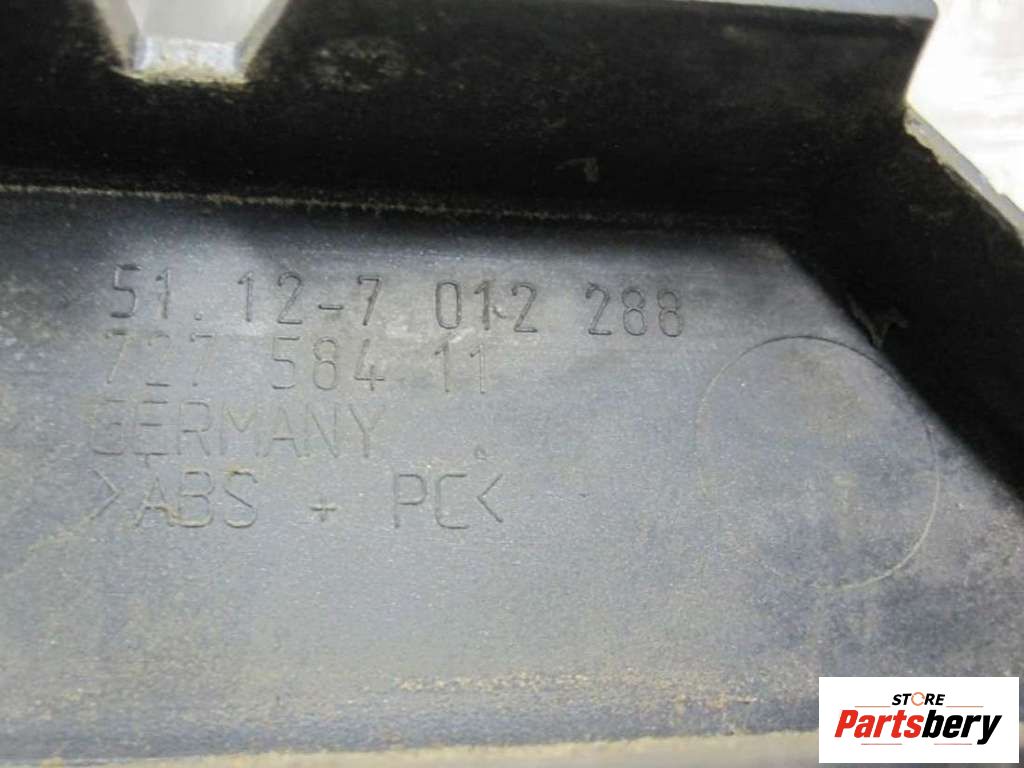 51.12-7 012 288
727 584 11
GERMANY
>ABS + PC<
STORE
Partsbery